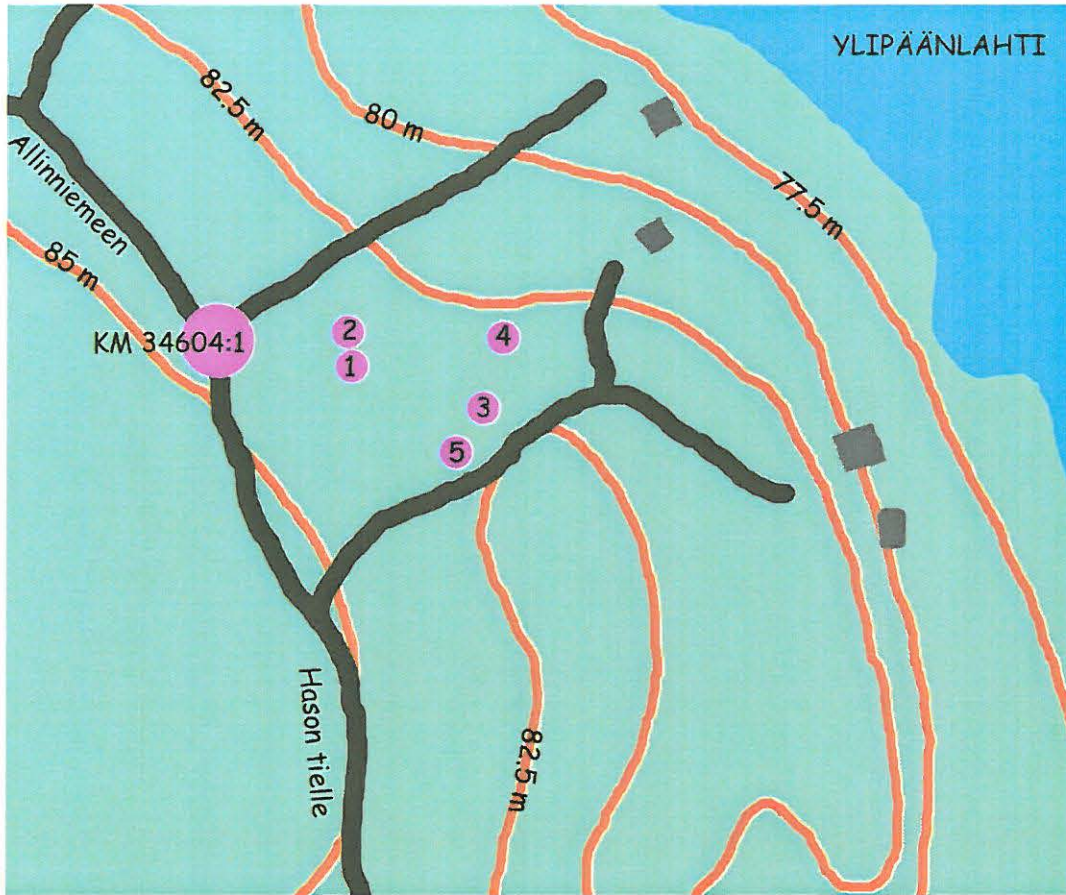 YLIPÄÄNLAHTI
82.5 m
80 m
Allinniemeen
77.5 m
85 m
KM 34604:1
2
4
1
3
5
Hason tielle
82.5 m